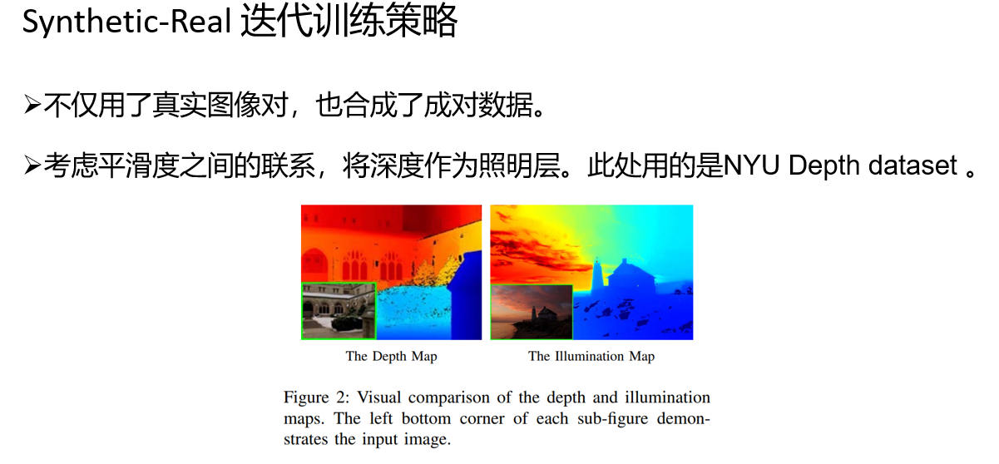 Synthetic-Real 迭代训练策略
➢不仅用了真实图像对，也合成了成对数据。
➢考虑平滑度之间的联系，将深度作为照明层。此处用的是NYU Depth dataset 。
The Depth Map
The Illumination Map
Figure 2: Visual comparison of the depth and illumination
maps. The left bottom corner of each sub-figure demon-
strates the input image.